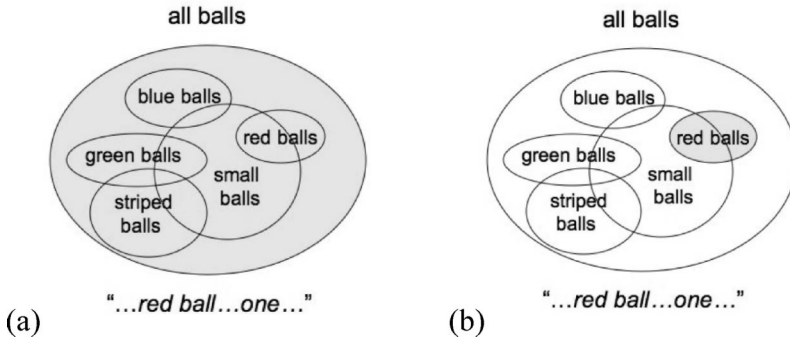 all balls
blue balls
red balls
green balls
small
balls
striped
balls
"...red ball...one..."
(a)
all balls
blue balls
red balls
green balls
small
balls
striped
balls
"...red ball...one..."
(b)